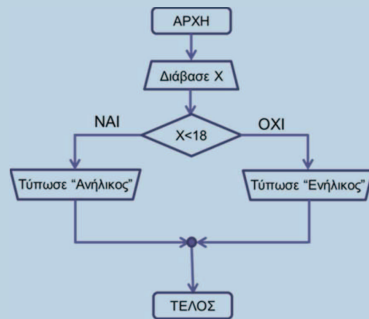 ΑΡΧΗ
Διάβασε Χ
ΝΑΙ
Χ<18
ΟΧΙ
Τύπωσε “Ανήλικος”
Τύπωσε “Ενήλικος”
ΤΕΛΟΣ